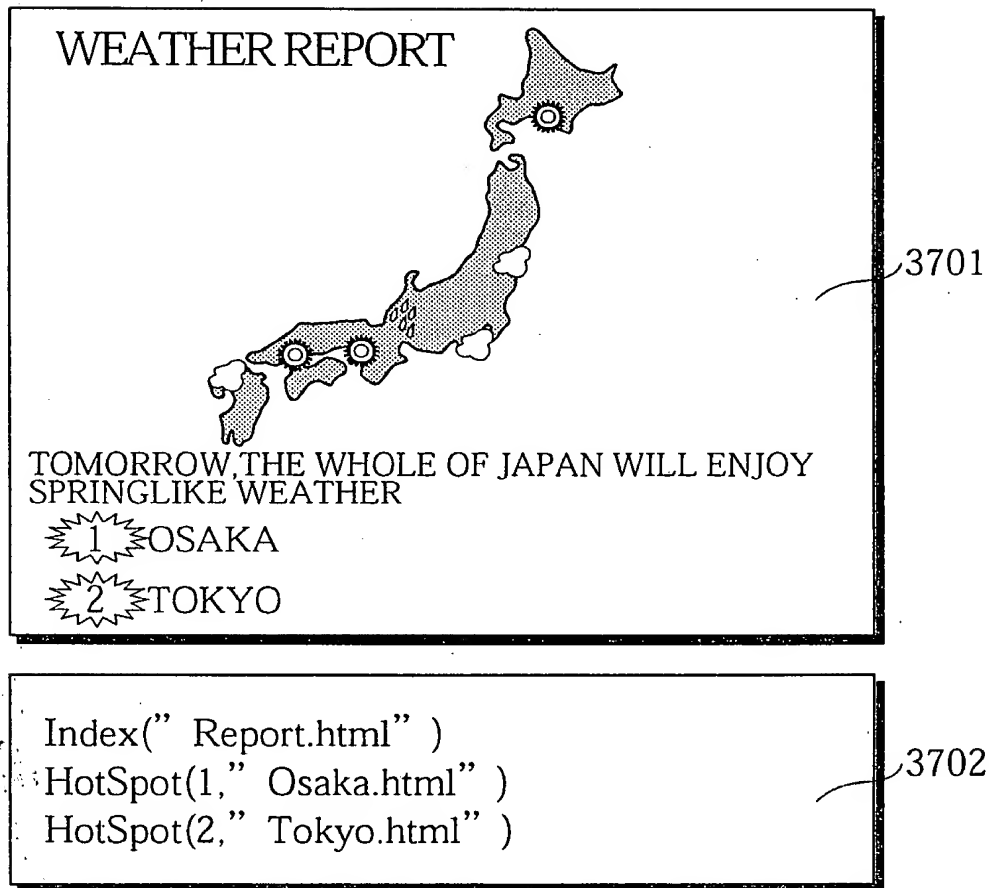 WEATHER REPORT
3701
TOMORROW,THE WHOLE OF JAPAN WILL ENJOY
SPRINGLIKE WEATHER
1 OSAKA
2 TOKYO
Index(” Report.html” )
HotSpot(1,” Osaka.html” )
3702
HotSpot(2,” Tokyo.html” )